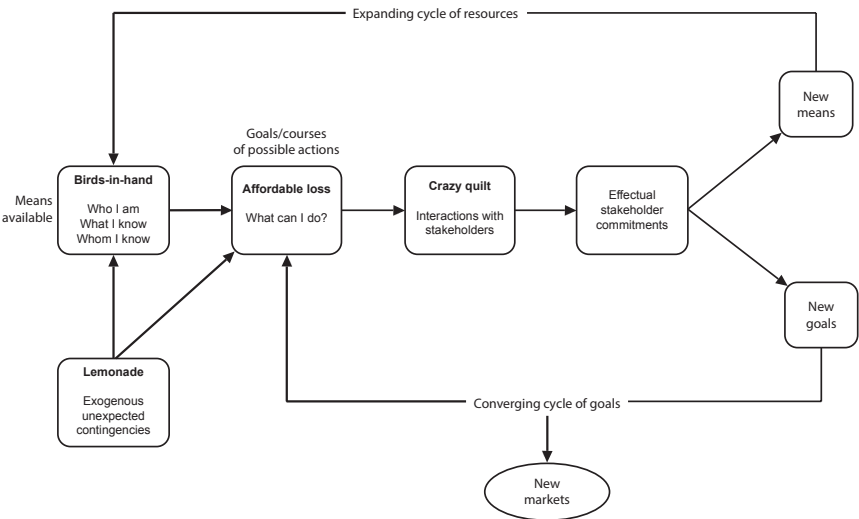 Expanding cycle of resources
New
means
Goals/courses
of possible actions
Means
available
Birds-in-hand
Who I am
What I know
Whom I know
Affordable loss
What can I do?
Crazy quilt
Interactions with
stakeholders
Effectual
stakeholder
commitments
New
goals
Lemonade
Exogenous
unexpected
contingencies
Converging cycle of goals
New
markets